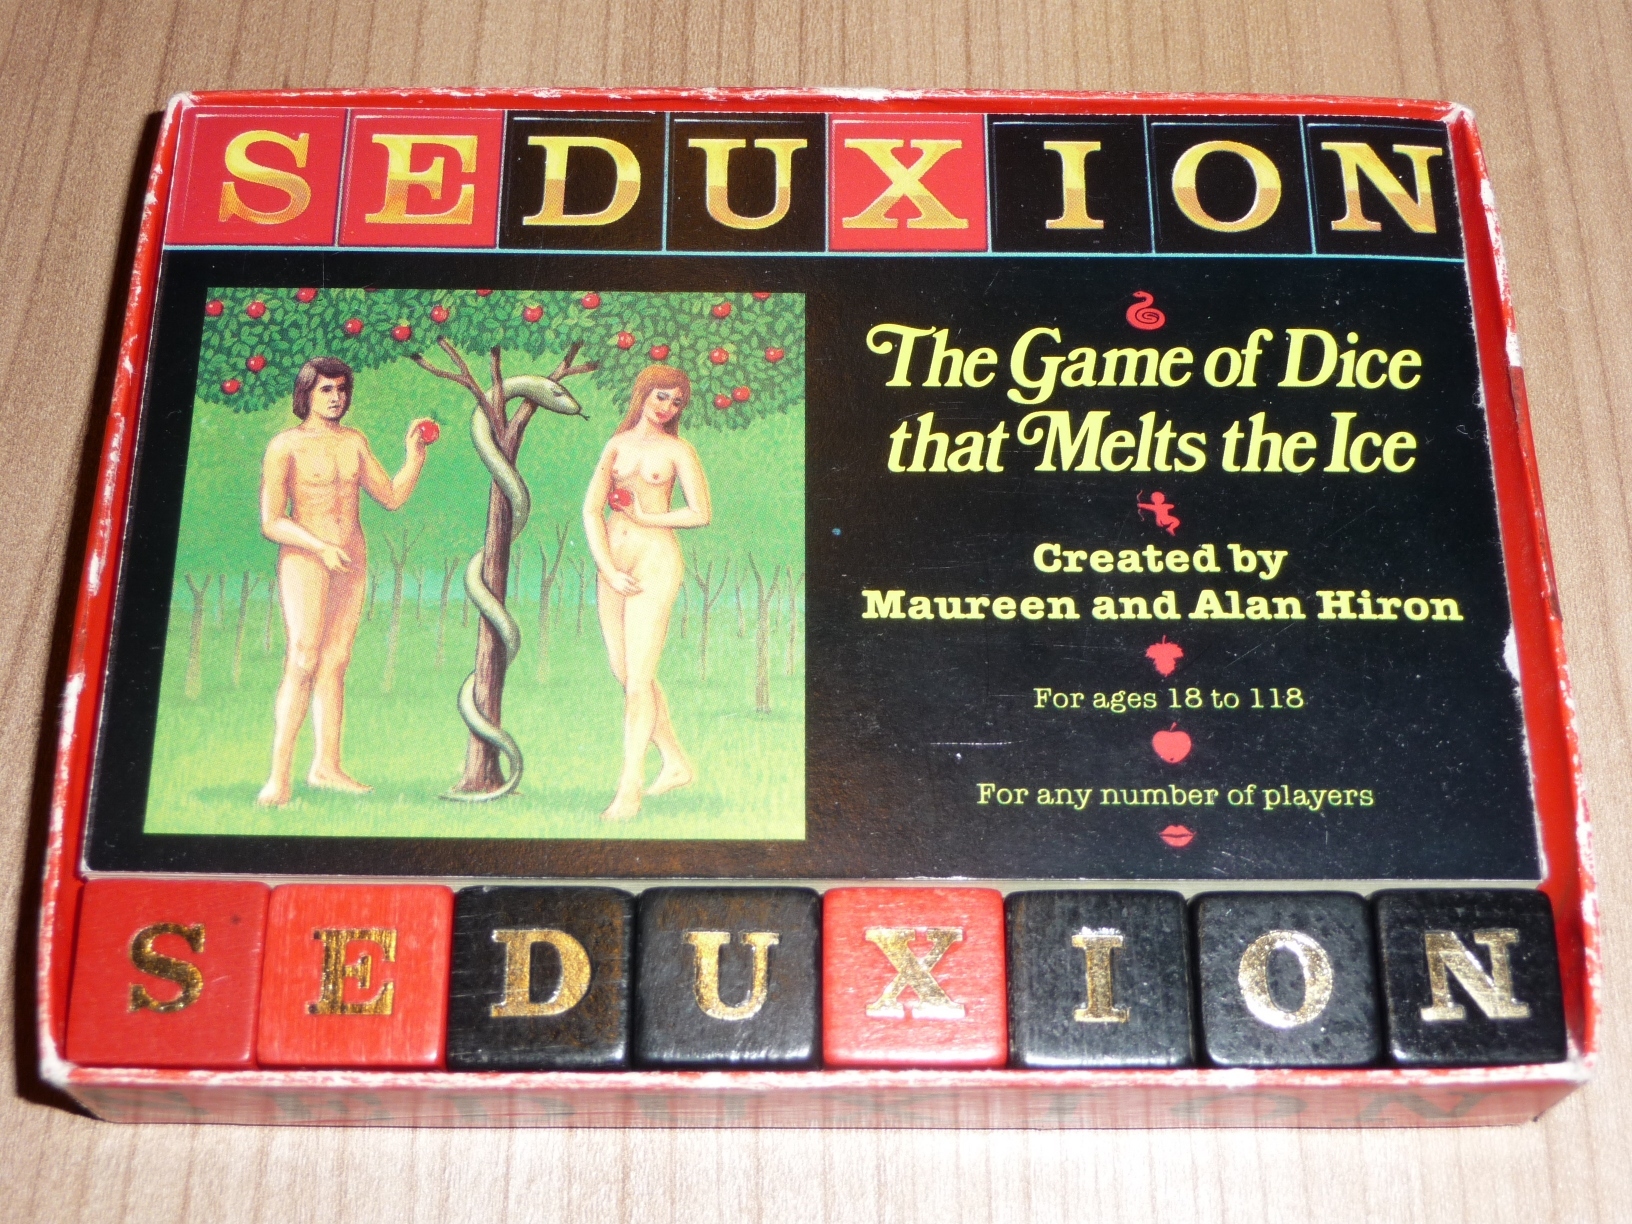 SEDUXION
The Game of Dice
that Melts the Ice
Created by
Maureen and Alan Hiron
For ages 18 to 118
For any number of players
SEDUXION